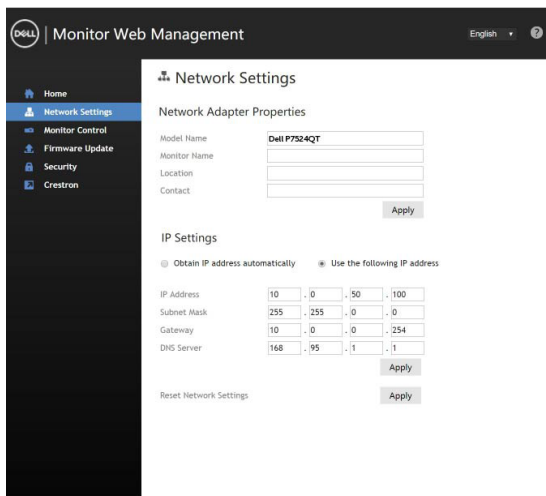 DELL | Monitor Web Management
English
?
Home
Network Settings
Monitor Control
Firmware Update
Security
Crestron
Network Settings
Network Adapter Properties
Model Name Dell P7524QT
Monitor Name
Location
Contact
Apply
IP Settings
Obtain IP address automatically Use the following IP address
IP Address 10 . 0 . 50 . 100
Subnet Mask 255 . 255 . 0 . 0
Gateway 10 . 0 . 0 . 254
DNS Server 168 . 95 . 1 . 1
Apply
Reset Network Settings Apply